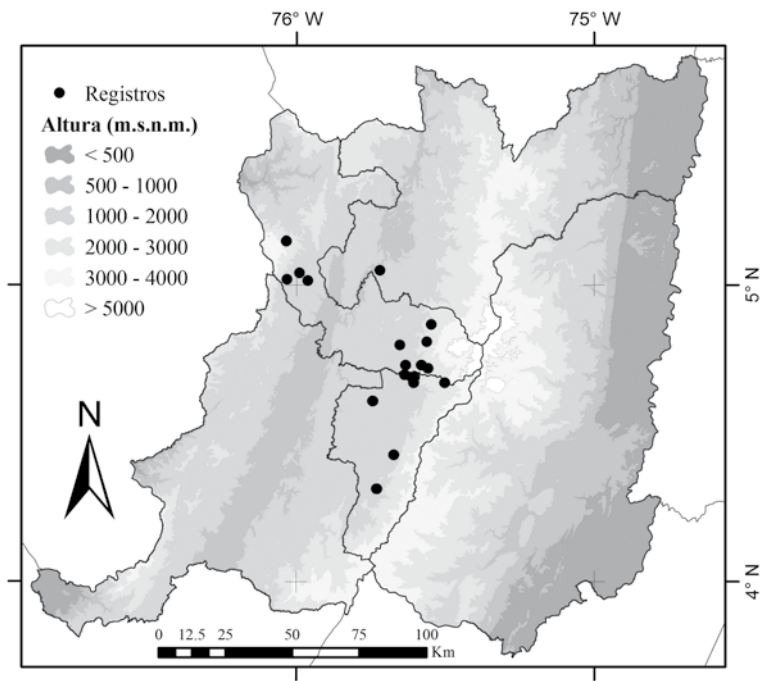 76° W 75° W
Registros
Altura (m.s.n.m.)
< 500
500 - 1000
1000 - 2000
2000 - 3000
3000 - 4000
> 5000
5° N
N
4° N
0 12.5 25 50 75 100
Km